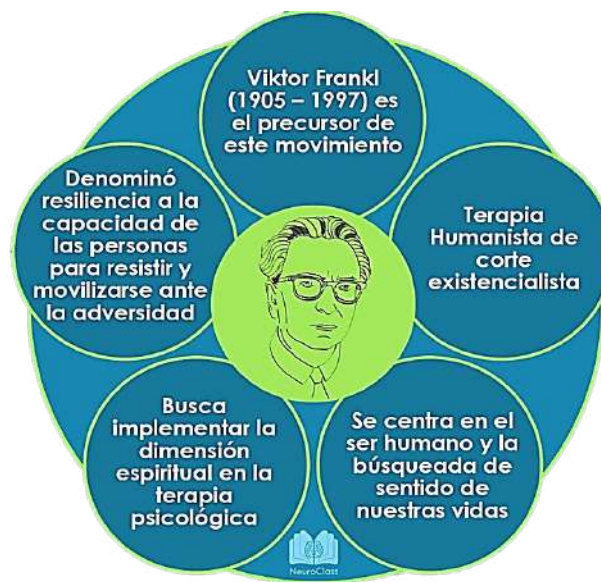 Viktor Frankl
(1905 – 1997) es
el precursor de
este movimiento
Terapia
Humanista de
corte
existencialista
Se centra en el
ser humano y la
búsqueada de
sentido de
nuestras vidas
Busca
implementar la
dimensión
espiritual en la
terapia
psicológica
Denominó
resiliencia a la
capacidad de
las personas
para resistir y
movilizarse ante
la adversidad
NeuroClass